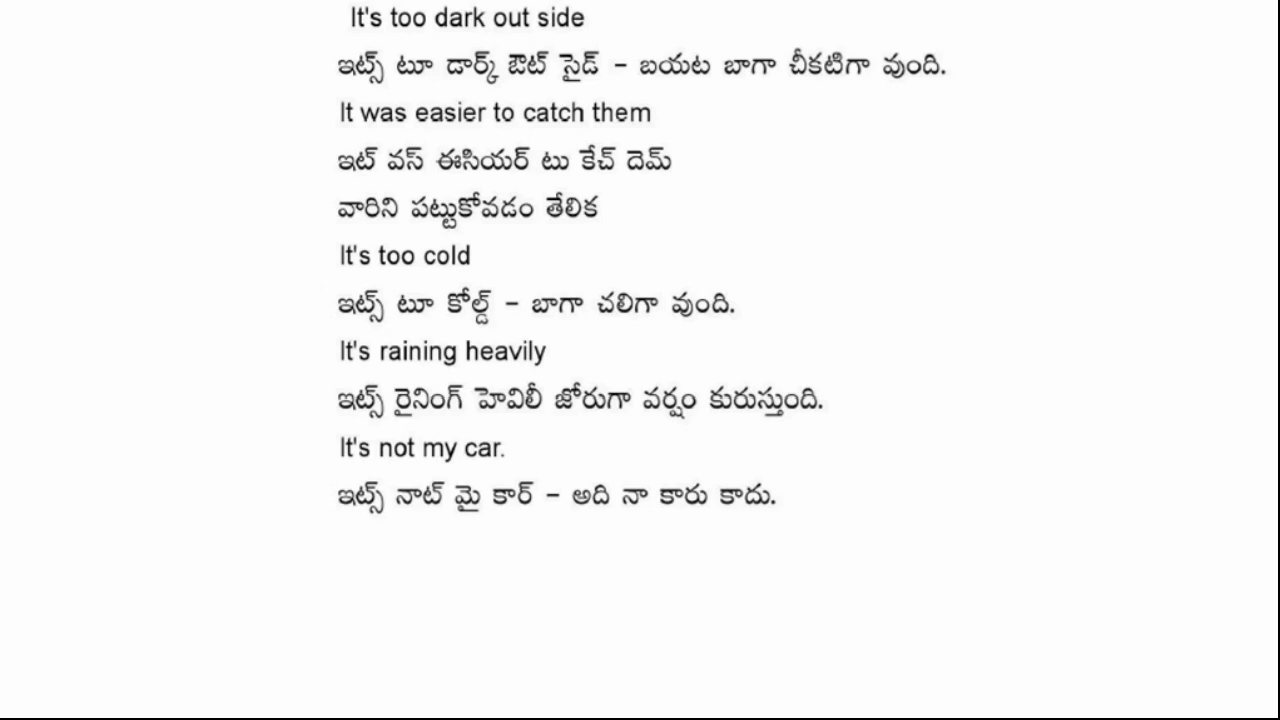 It's too dark out side
ఇట్స్ టూ డార్క్ ఔట్ సైడ్ – బయట బాగా చీకటిగా వుంది.
It was easier to catch them
ఇట్ వస్ ఈసియర్ టు కేచ్ దెమ్
వారిని పట్టుకోవడం తేలిక
It's too cold
ఇట్స్ టూ కోల్డ్ – బాగా చలిగా వుంది.
It's raining heavily
ఇట్స్ రైనింగ్ హెవిలీ జోరుగా వర్షం కురుస్తుంది.
It's not my car.
ఇట్స్ నాట్ మై కార్ – అది నా కారు కాదు.